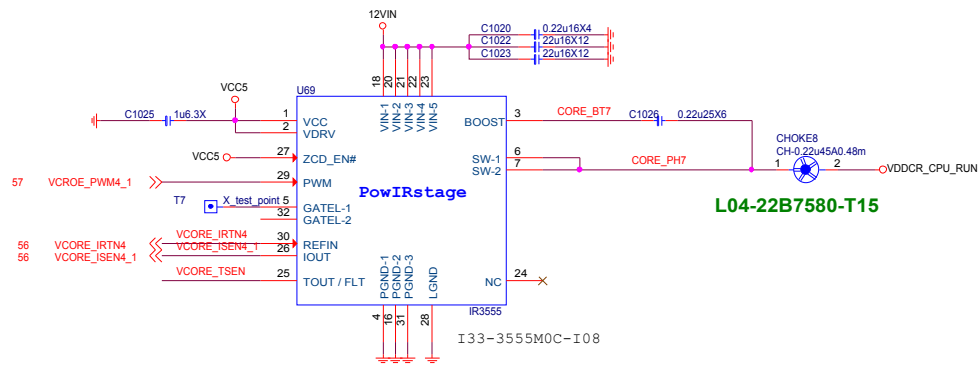 12VIN
C1020 0.22u16X4
C1022 22u16X12
C1023 22u16X12
18 20 21 22 23
VCC5
U69
C1025 1u6.3X
1 VCC
2 VDRV
VIN-1 VIN-2 VIN-3 VIN-4 VIN-5
BOOST 3 CORE_BT7 C1026 0.22u25X6
CHOKE8
CH-0.22u45A0.48m
VCC5 27 ZCD_EN#
SW-1 6
SW-2 7 CORE_PH7 1 2 VDDCR_CPU_RUN
57 VCROE_PWM4_1 29 PWM
PowIRstage
L04-22B7580-T15
T7 X_test_point 5 GATEL-1
32 GATEL-2
56 VCORE_IRTN4 VCORE_IRTN4 30 REFIN
56 VCORE_ISEN4_1 VCORE_ISEN4_1 26 IOUT
VCORE_TSEN 25 TOUT / FLT
PGND-1 PGND-2 PGND-3 LGND
NC 24
4 16 31 28
IR3555
I33-3555M0C-I08